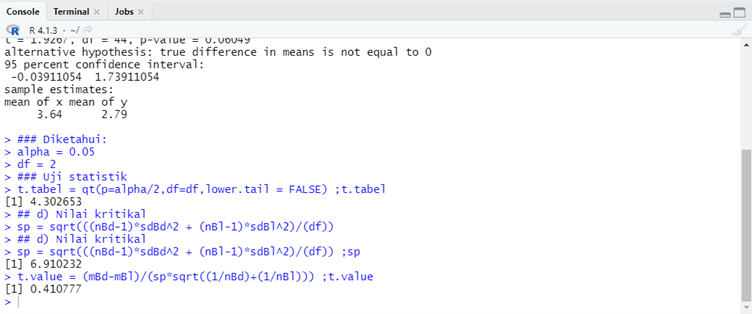 Console Terminal × Jobs ×
R 4.1.3 · ~/
t = 1.9267, df = 44, p-value = 0.06049
alternative hypothesis: true difference in means is not equal to 0
95 percent confidence interval:
 -0.03911054  1.73911054
sample estimates:
mean of x mean of y
     3.64      2.79

> ### Diketahui:
> alpha = 0.05
> df = 2
> ### Uji statistik
> t.tabel = qt(p=alpha/2,df=df,lower.tail = FALSE) ;t.tabel
[1] 4.302653
> ## d) Nilai kritikal
> sp = sqrt(((nBd-1)*sdBd^2 + (nBl-1)*sdBl^2)/(df))
> ## d) Nilai kritikal
> sp = sqrt(((nBd-1)*sdBd^2 + (nBl-1)*sdBl^2)/(df)) ;sp
[1] 6.910232
> t.value = (mBd-mBl)/(sp*sqrt((1/nBd)+(1/nBl))) ;t.value
[1] 0.410777
>